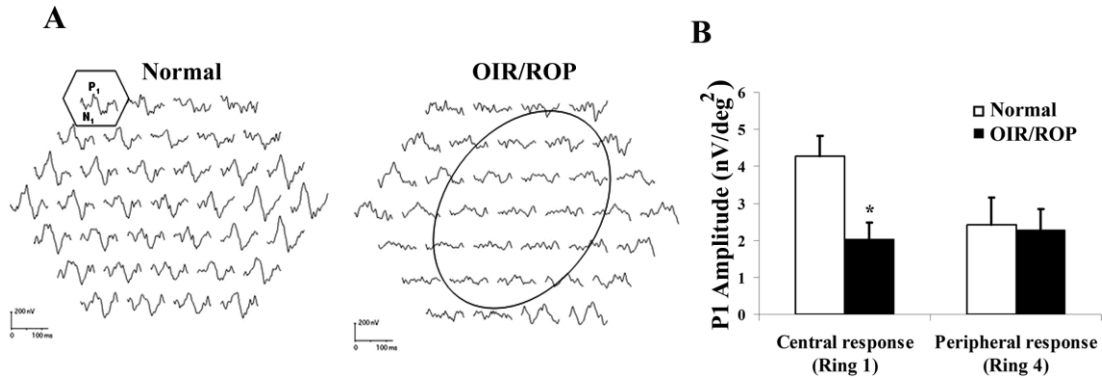 A
Normal
P1
N1
200 nV
0 100 ms
OIR/ROP
200 nV
0 100 ms
B
P1 Amplitude (nV/deg2)
6
5
4
3
2
1
0
Normal
OIR/ROP
*
Central response
(Ring 1)
Peripheral response
(Ring 4)